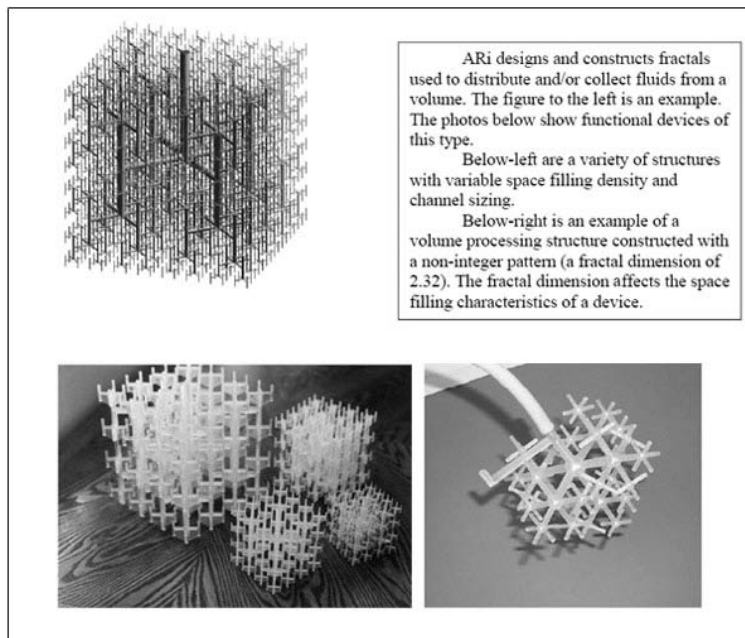 ARi designs and constructs fractals
used to distribute and/or collect fluids from a
volume. The figure to the left is an example.
The photos below show functional devices of
this type.
Below-left are a variety of structures
with variable space filling density and
channel sizing.
Below-right is an example of a
volume processing structure constructed with
a non-integer pattern (a fractal dimension of
2.32). The fractal dimension affects the space
filling characteristics of a device.